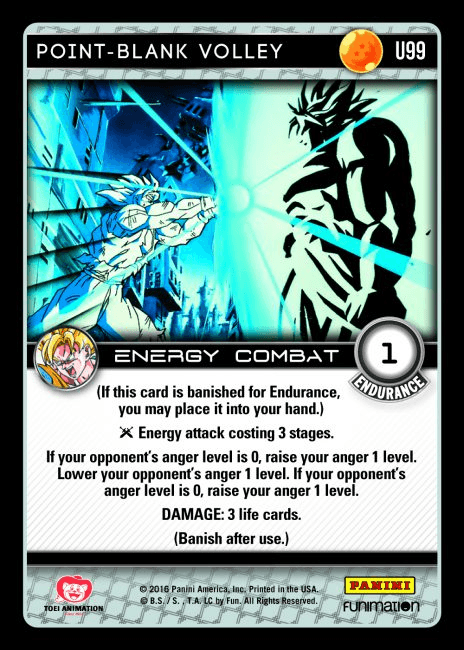 POINT-BLANK VOLLEY
U99
ENERGY COMBAT
1
ENDURANCE
(If this card is banished for Endurance,
you may place it into your hand.)
Energy attack costing 3 stages.
If your opponent's anger level is 0, raise your anger 1 level.
Lower your opponent's anger 1 level. If your opponent's
anger level is 0, raise your anger 1 level.
DAMAGE: 3 life cards.
(Banish after use.)
TOEI ANIMATION
© 2016 Panini America, Inc. Printed in the USA.
© B.S. / S. , T.A. LC by Fun. All Rights Reserved.
PANINI
FUNIMATION